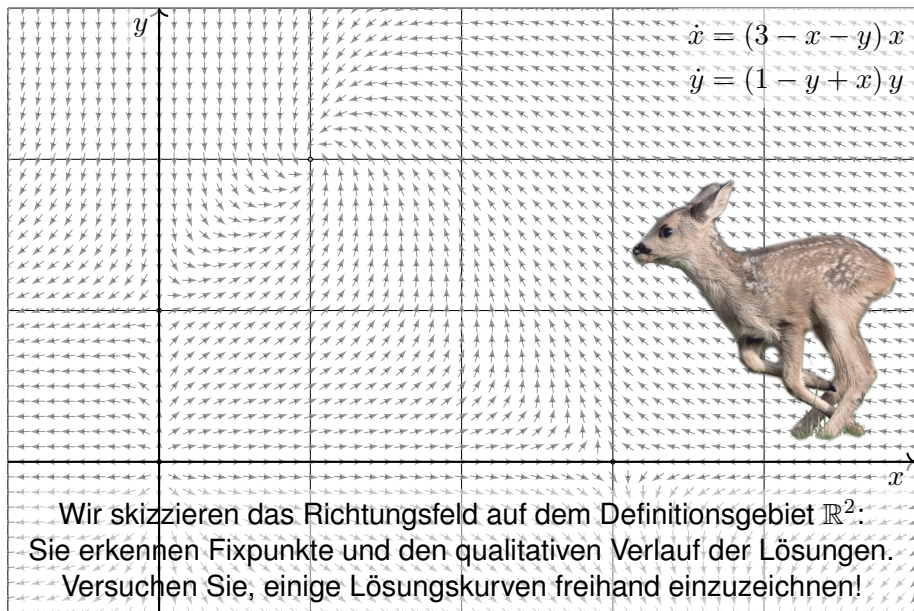 y
ẋ = (3 − x − y) x
ẏ = (1 − y + x) y
x
Wir skizzieren das Richtungsfeld auf dem Definitionsgebiet ℝ²:
Sie erkennen Fixpunkte und den qualitativen Verlauf der Lösungen.
Versuchen Sie, einige Lösungskurven freihand einzuzeichnen!